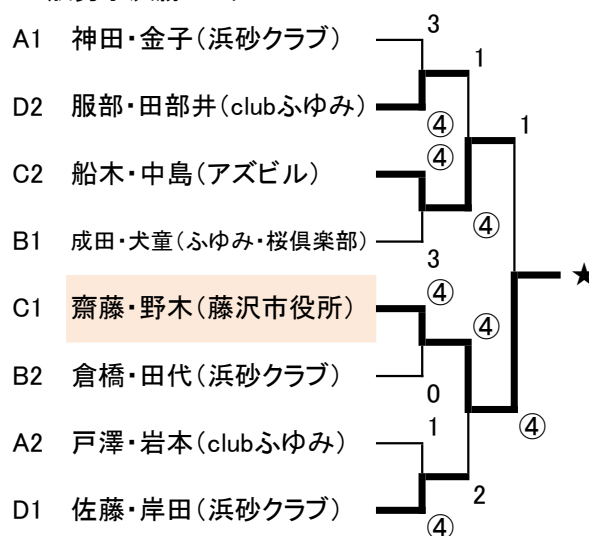 3
A1 神田・金子(浜砂クラブ)
1
D2 服部・田部井(clubふゆみ)
④
1
④
C2 船木・中島(アズビル)
④
B1 成田・犬童(ふゆみ・桜倶楽部)
3
★
④
C1 齋藤・野木(藤沢市役所)
④
B2 倉橋・田代(浜砂クラブ)
0
1
④
A2 戸澤・岩本(clubふゆみ)
2
D1 佐藤・岸田(浜砂クラブ)
④